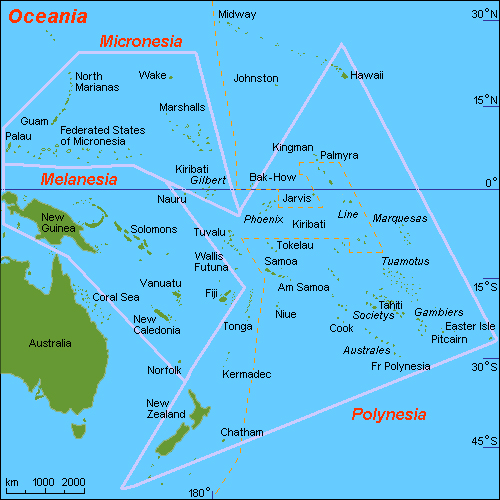 Oceania
Midway
30°N
Micronesia
North
Marianas
Wake
Johnston
Hawaii
Marshalls
15°N
Guam
Palau
Federated States
of Micronesia
Kingman
Palmyra
Kiribati
Gilbert
Bak-How
Melanesia
0°
Nauru
Jarvis
Line
Phoenix
Kiribati
Marquesas
New
Guinea
Solomons
Tuvalu
Tokelau
Wallis
Futuna
Samoa
Tuamotus
15°S
Vanuatu
Am Samoa
Coral Sea
Fiji
Tahiti
Societys
Gambiers
New
Caledonia
Tonga
Niue
Cook
Easter Isle
Pitcairn
Australia
Australes
30°S
Norfolk
Kermadec
Fr Polynesia
New
Zealand
Polynesia
Chatham
45°S
km 1000 2000
180°